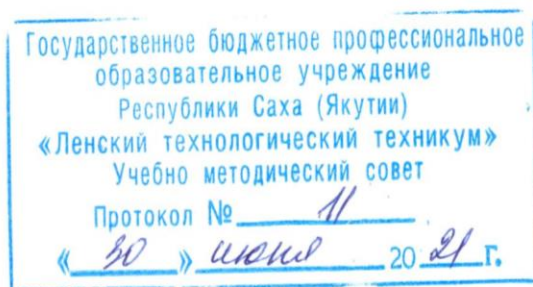 Государственное бюджетное профессиональное
образовательное учреждение
Республики Саха (Якутии)
«Ленский технологический техникум»
Учебно методический совет
Протокол № 11
« 30 » июня 20 21 г.